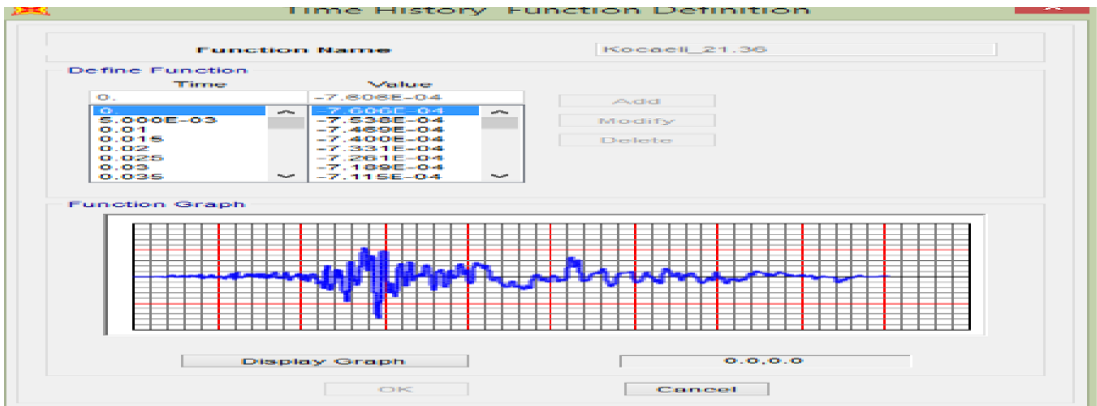 Time History Function Definition
Function Name
Kocaeli_21.36
Define Function
Time Value
0. -7.606E-04
0. -7.606E-04
5.000E-03 -7.538E-04
0.01 -7.469E-04
0.015 -7.400E-04
0.02 -7.331E-04
0.025 -7.261E-04
0.03 -7.189E-04
0.035 -7.115E-04
Add
Modify
Delete
Function Graph
Display Graph
0.0,0.0
OK
Cancel